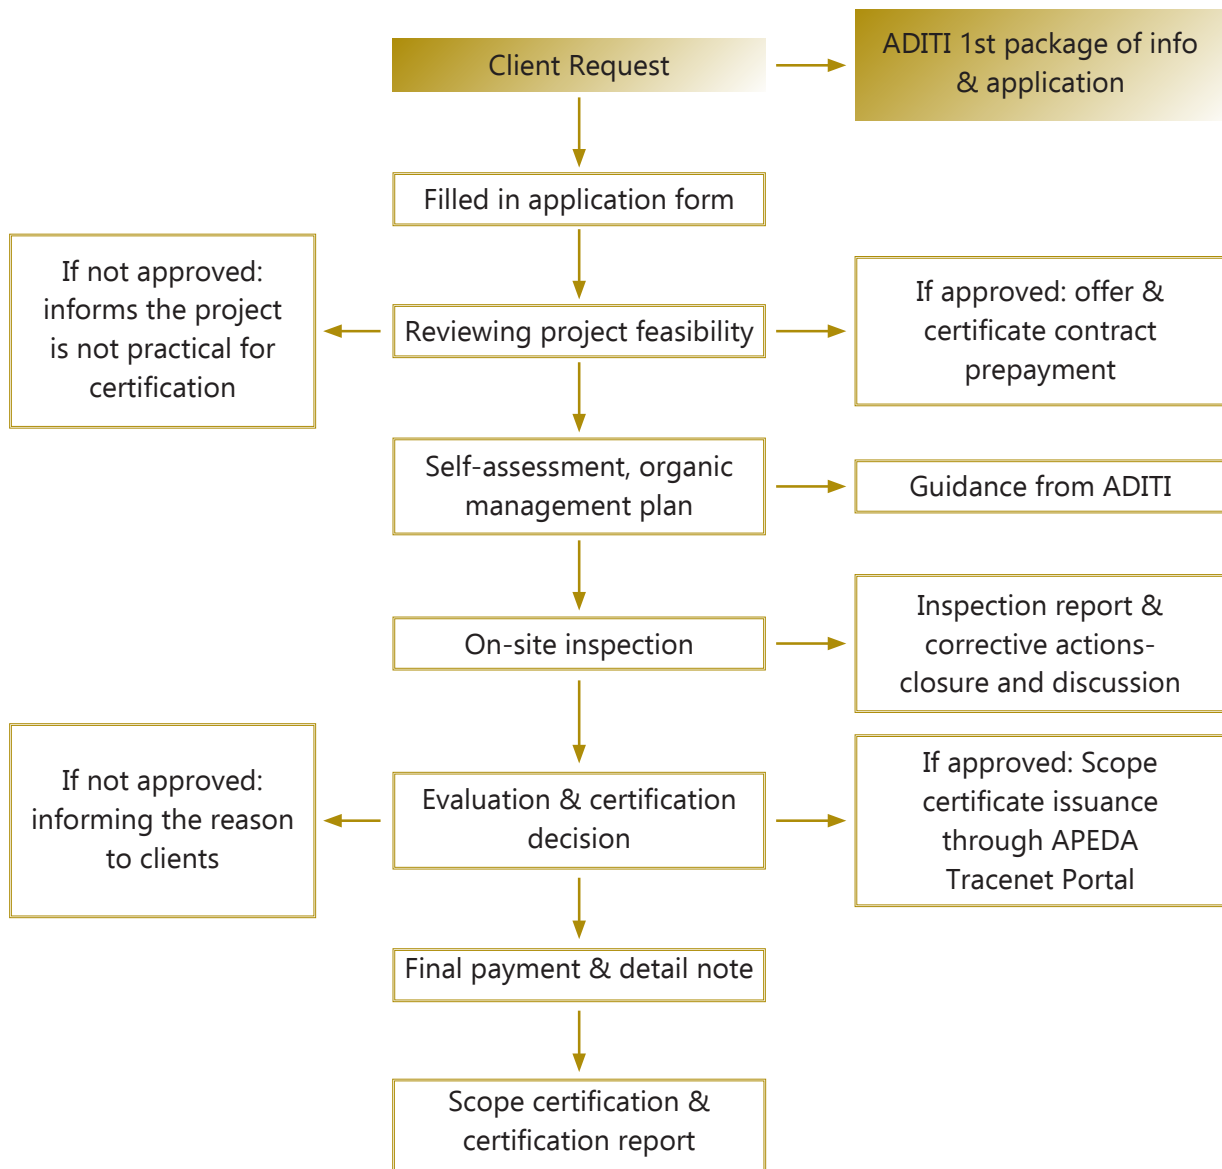 Client Request
ADITI 1st package of info
& application
Filled in application form
If not approved:
informs the project
is not practical for
certification
Reviewing project feasibility
If approved: offer &
certificate contract
prepayment
Self-assessment, organic
management plan
Guidance from ADITI
On-site inspection
Inspection report &
corrective actions-
closure and discussion
If not approved:
informing the reason
to clients
Evaluation & certification
decision
If approved: Scope
certificate issuance
through APEDA
Tracenet Portal
Final payment & detail note
Scope certification &
certification report